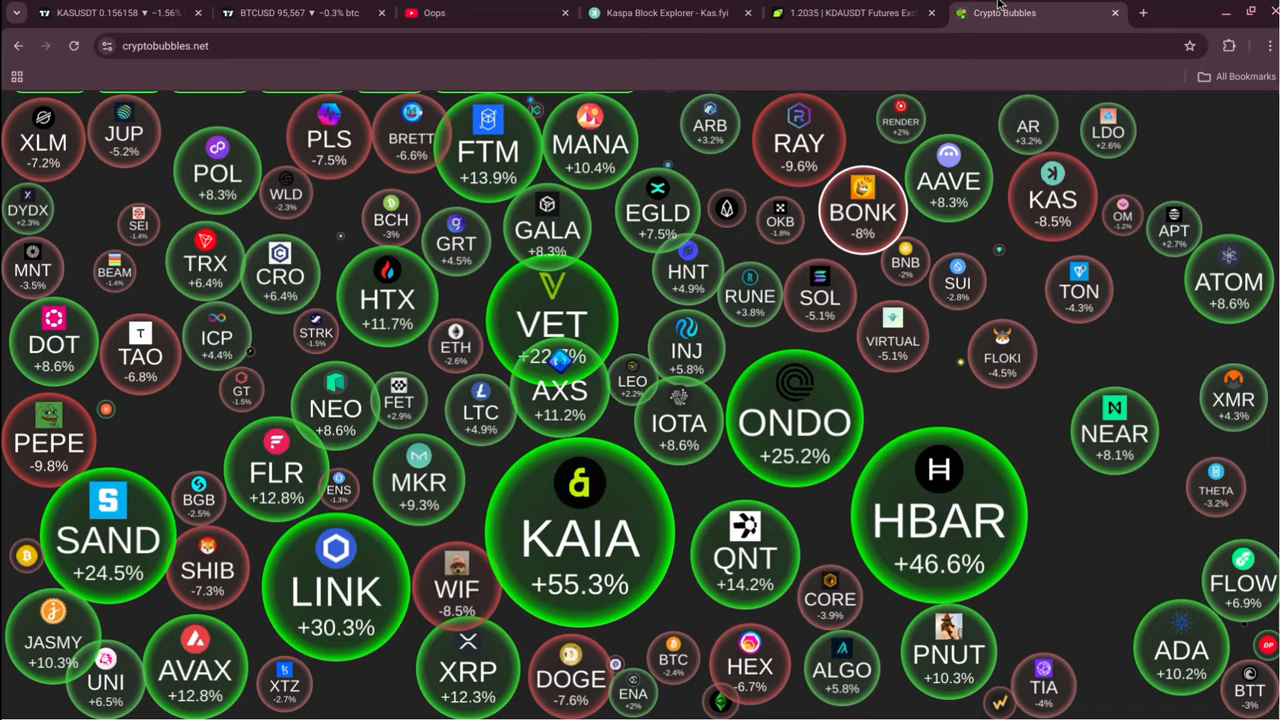 KASUSDT 0.156158 ▼ −1.56%
BTCUSD 95,567 ▼ −0.3% btc
Oops
Kaspa Block Explorer - Kas.fyi
1.2035 | KDAUSDT Futures Exc
Crypto Bubbles
cryptobubbles.net
All Bookmarks
XLM
-7.2%
JUP
-5.2%
POL
+8.3%
PLS
-7.5%
BRETT
-6.6%
FTM
+13.9%
MANA
+10.4%
ARB
+3.2%
RAY
-9.6%
RENDER
+2%
AR
+3.2%
LDO
+2.6%
DYDX
+2.3%
SEI
-1.4%
WLD
-2.3%
BCH
-3%
GRT
+4.5%
GALA
+8.3%
EGLD
+7.5%
OKB
-1.8%
BONK
-8%
AAVE
+8.3%
KAS
-8.5%
OM
-1.2%
APT
+2.7%
MNT
-3.5%
BEAM
-1.4%
TRX
+6.4%
CRO
+6.4%
HTX
+11.7%
VET
HNT
+4.9%
RUNE
+3.8%
SOL
-5.1%
BNB
-2%
SUI
-2.8%
TON
-4.3%
ATOM
+8.6%
DOT
+8.6%
TAO
-6.8%
ICP
+4.4%
STRK
-1.5%
ETH
-2.6%
AXS
+11.2%
INJ
+5.8%
VIRTUAL
-5.1%
FLOKI
-4.5%
GT
-1.5%
NEO
+8.6%
FET
+2.9%
LTC
+4.9%
LEO
+2.2%
IOTA
+8.6%
ONDO
+25.2%
NEAR
+8.1%
XMR
+4.3%
PEPE
-9.8%
FLR
+12.8%
ENS
-1.3%
MKR
+9.3%
KAIA
+55.3%
HBAR
+46.6%
THETA
-3.2%
SAND
+24.5%
BGB
-2.5%
SHIB
-7.3%
LINK
+30.3%
WIF
-8.5%
QNT
+14.2%
CORE
-3.9%
FLOW
+6.9%
JASMY
+10.3%
UNI
+6.5%
AVAX
+12.8%
XTZ
-2.7%
XRP
+12.3%
DOGE
-7.6%
ENA
+2%
BTC
-2.4%
HEX
-6.7%
ALGO
+5.8%
PNUT
+10.3%
TIA
-4%
ADA
+10.2%
OP
BTT
-3%